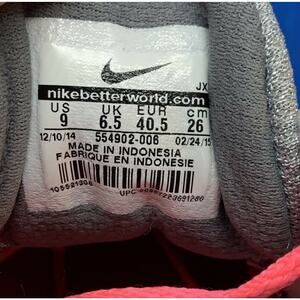 JX
nikebetterworld.com
US UK EUR cm
9 6.5 40.5 26
12/10/14 554902-006 02/24/15
MADE IN INDONESIA
FABRIQUE EN INDONESIE
UPC